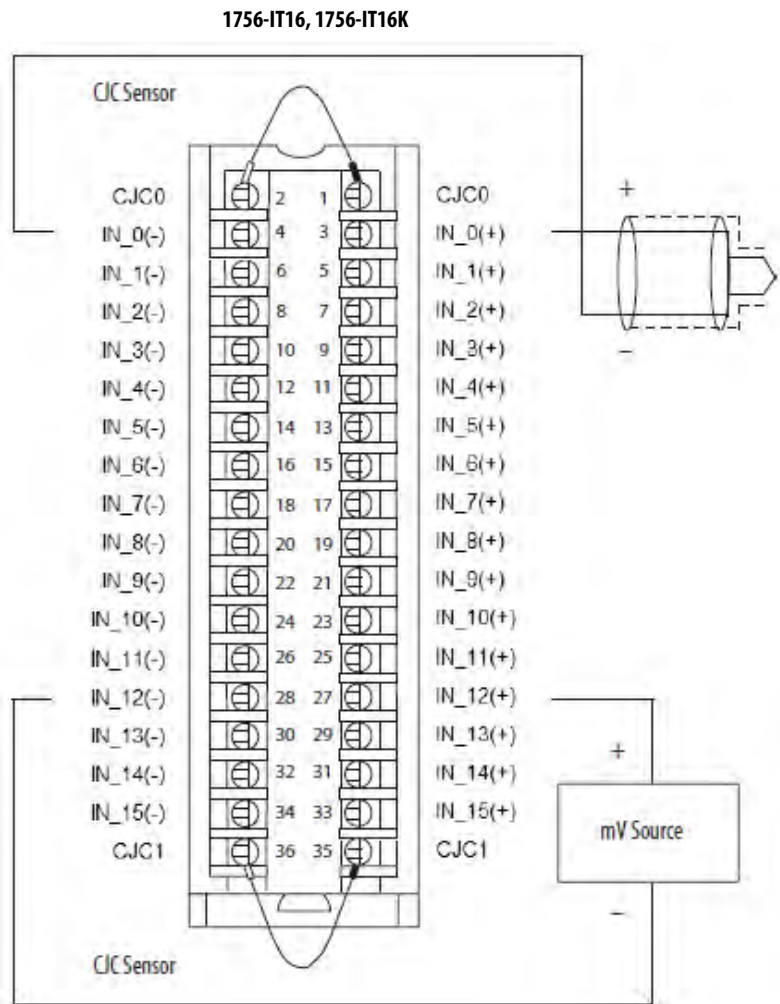 1756-IT16, 1756-IT16K
CJC Sensor
CJC0 2 1 CJC0
+
IN_0(-) 4 3 IN_0(+)
IN_1(-) 6 5 IN_1(+)
IN_2(-) 8 7 IN_2(+)
IN_3(-) 10 9 IN_3(+)
–
IN_4(-) 12 11 IN_4(+)
IN_5(-) 14 13 IN_5(+)
IN_6(-) 16 15 IN_6(+)
IN_7(-) 18 17 IN_7(+)
IN_8(-) 20 19 IN_8(+)
IN_9(-) 22 21 IN_9(+)
IN_10(-) 24 23 IN_10(+)
IN_11(-) 26 25 IN_11(+)
IN_12(-) 28 27 IN_12(+)
IN_13(-) 30 29 IN_13(+)
+
IN_14(-) 32 31 IN_14(+)
IN_15(-) 34 33 IN_15(+)
mV Source
CJC1 36 35 CJC1
–
CJC Sensor